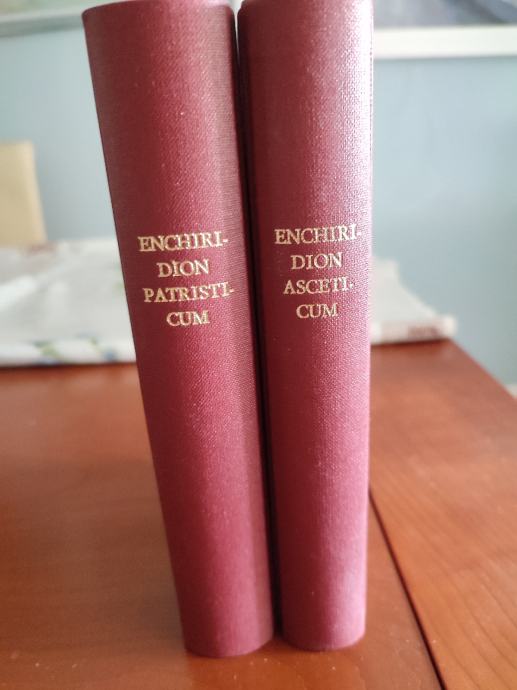 ENCHIRI-
DION
PATRISTI-
CUM
ENCHIRI-
DION
ASCETI-
CUM